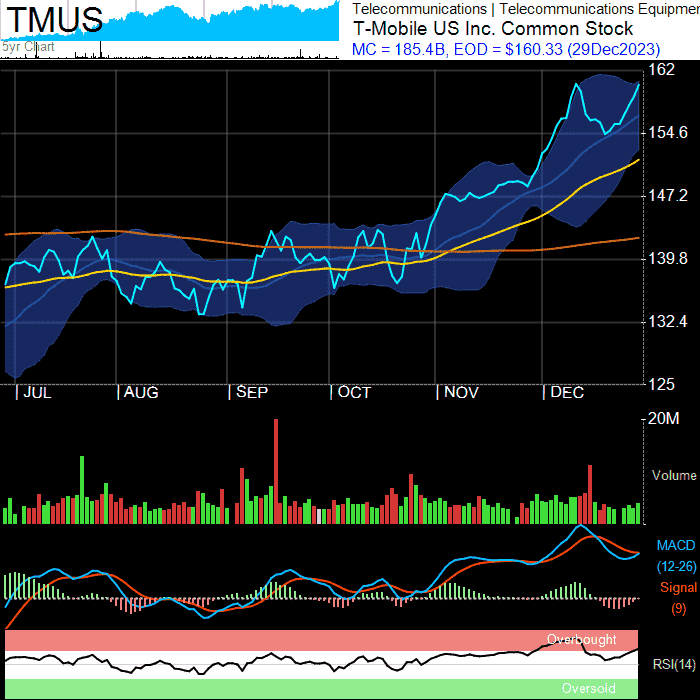 TMUS
5yr Chart
Telecommunications | Telecommunications Equipmen
T-Mobile US Inc. Common Stock
MC = 185.4B, EOD = $160.33 (29Dec2023)
162
154.6
147.2
139.8
132.4
125
| JUL | AUG | SEP | OCT | NOV | DEC
20M
Volume
MACD
(12-26)
Signal
(9)
Overbought
RSI(14)
Oversold